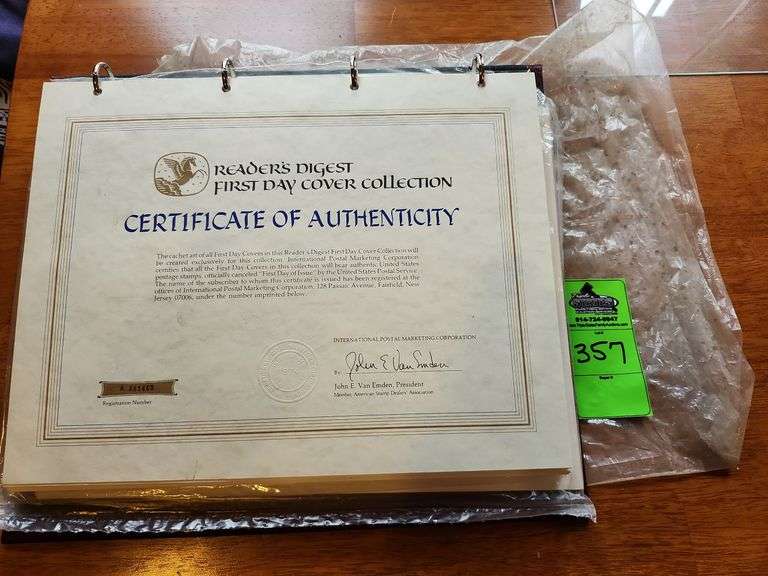 READER'S DIGEST
FIRST DAY COVER COLLECTION
CERTIFICATE OF AUTHENTICITY
The cachet art of all First Day Covers in this Reader's Digest First Day Cover Collection will
be created exclusively for this collection. International Postal Marketing Corporation
certifies that all the First Day Covers in this collection will bear authentic United States
postage stamps, officially canceled "First Day of Issue" by the United States Postal Service.
The name of the subscriber to whom this certificate is issued has been registered at the
offices of International Postal Marketing Corporation, 128 Passaic Avenue, Fairfield, New
Jersey 07006, under the number imprinted below.
INTERNATIONAL POSTAL MARKETING CORPORATION
By John E Van Emden
John E. Van Emden, President
Member, American Stamp Dealers' Association
Registration Number
814-724-9947
357